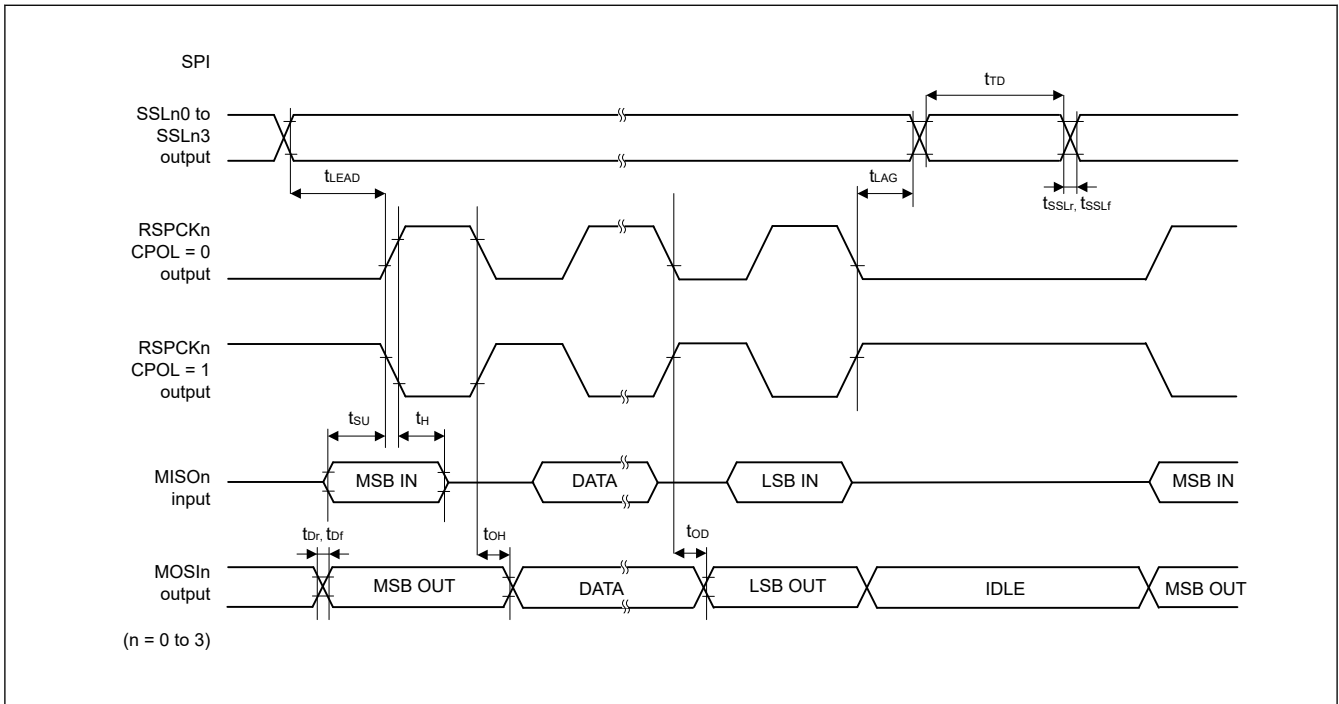 SPI
tTD
SSLn0 to
SSLn3
output
tLEAD
tLAG
tSSLr, tSSLf
RSPCKn
CPOL = 0
output
RSPCKn
CPOL = 1
output
tSU
tH
MISOn
input
MSB IN
DATA
LSB IN
MSB IN
tDr, tDf
tOH
tOD
MOSIn
output
MSB OUT
DATA
LSB OUT
IDLE
MSB OUT
(n = 0 to 3)